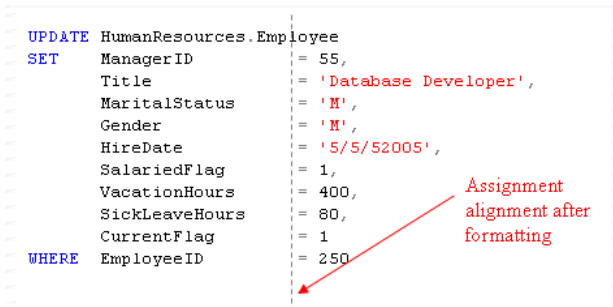 UPDATE HumanResources.Employee
SET ManagerID = 55,
Title = 'Database Developer',
MaritalStatus = 'M',
Gender = 'M',
HireDate = '5/5/52005',
SalariedFlag = 1,
VacationHours = 400,
SickLeaveHours = 80,
CurrentFlag = 1
WHERE EmployeeID = 250
Assignment
alignment after
formatting